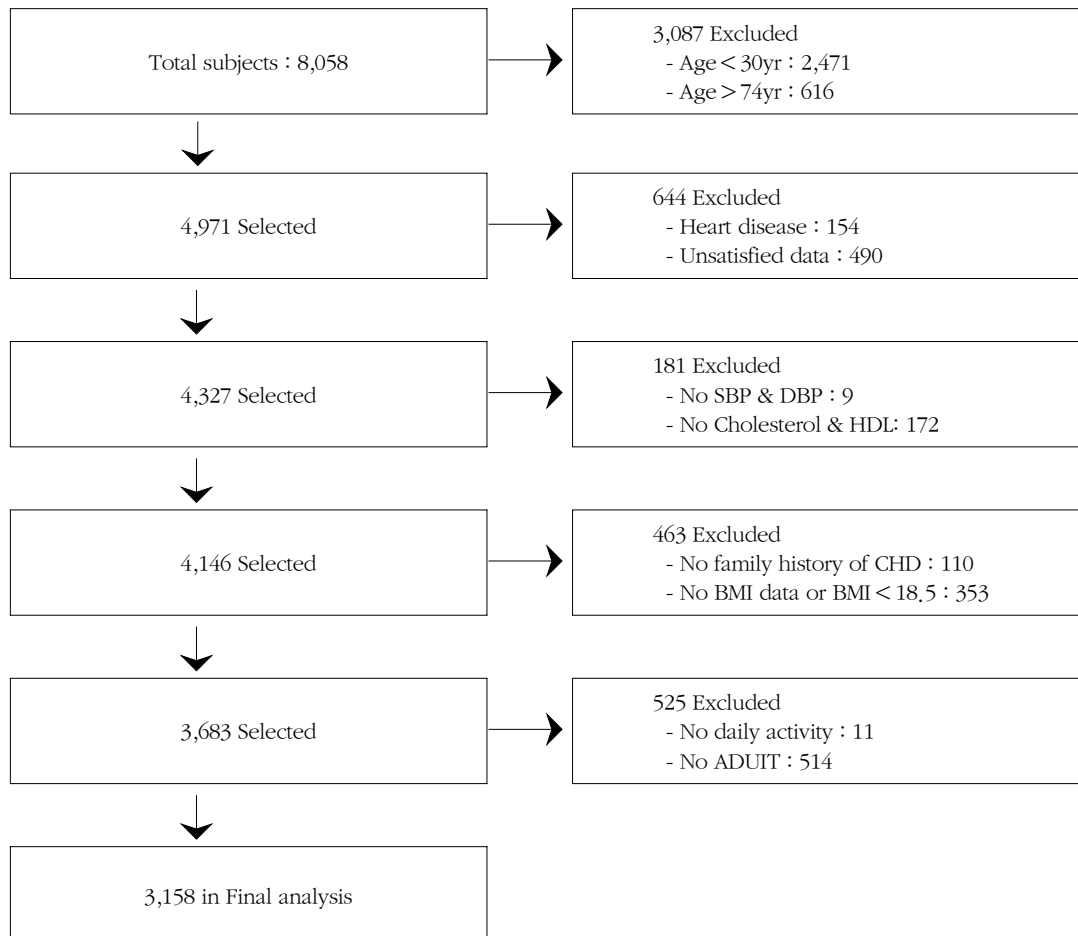 Total subjects : 8,058
3,087 Excluded
- Age < 30yr : 2,471
- Age > 74yr : 616
4,971 Selected
644 Excluded
- Heart disease : 154
- Unsatisfied data : 490
4,327 Selected
181 Excluded
- No SBP & DBP : 9
- No Cholesterol & HDL: 172
4,146 Selected
463 Excluded
- No family history of CHD : 110
- No BMI data or BMI < 18.5 : 353
3,683 Selected
525 Excluded
- No daily activity : 11
- No ADUIT : 514
3,158 in Final analysis